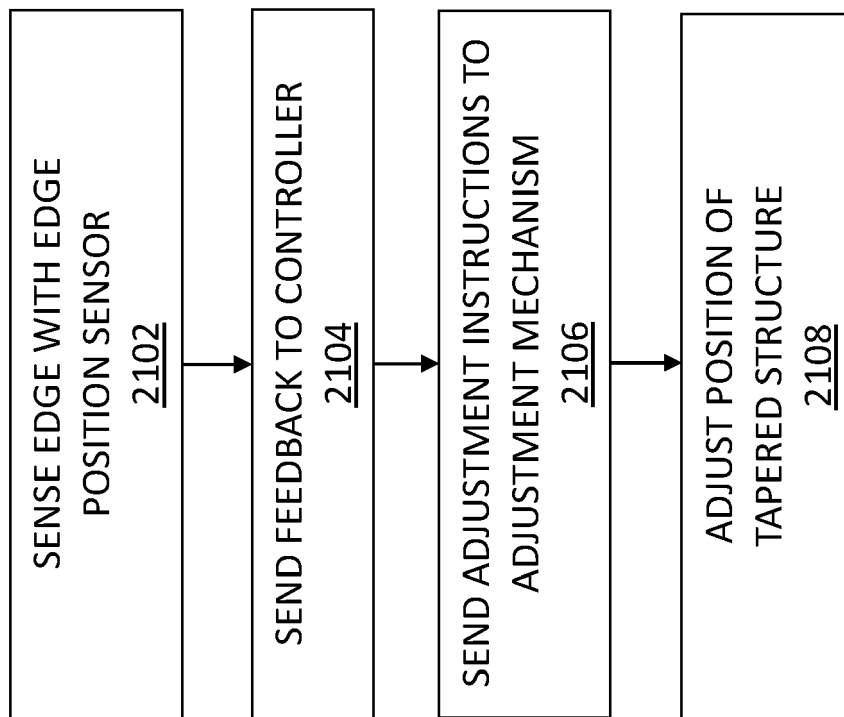 SENSE EDGE WITH EDGE
POSITION SENSOR
2102
SEND FEEDBACK TO CONTROLLER
2104
SEND ADJUSTMENT INSTRUCTIONS TO
ADJUSTMENT MECHANISM
2106
ADJUST POSITION OF
TAPERED STRUCTURE
2108